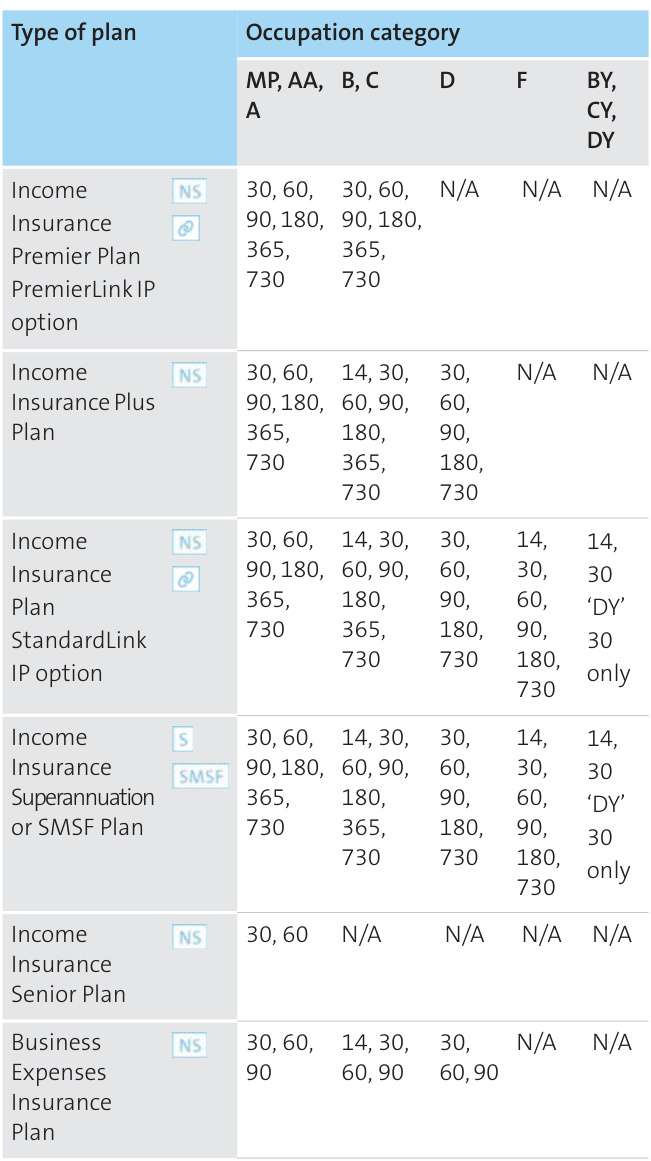 Type of plan
Occupation category
MP, AA, A
B, C
D
F
BY, CY, DY
Income Insurance Premier Plan PremierLink IP option
NS
30, 60, 90, 180, 365, 730
30, 60, 90, 180, 365, 730
N/A
N/A
N/A
Income Insurance Plus Plan
NS
30, 60, 90, 180, 365, 730
14, 30, 60, 90, 180, 365, 730
30, 60, 90, 180, 730
N/A
N/A
Income Insurance Plan StandardLink IP option
NS
30, 60, 90, 180, 365, 730
14, 30, 60, 90, 180, 365, 730
30, 60, 90, 180, 730
14, 30, 60, 90, 180, 730
14, 30 ‘DY’ 30 only
Income Insurance Superannuation or SMSF Plan
S
SMSF
30, 60, 90, 180, 365, 730
14, 30, 60, 90, 180, 365, 730
30, 60, 90, 180, 730
14, 30, 60, 90, 180, 730
14, 30 ‘DY’ 30 only
Income Insurance Senior Plan
NS
30, 60
N/A
N/A
N/A
N/A
Business Expenses Insurance Plan
NS
30, 60, 90
14, 30, 60, 90
30, 60, 90
N/A
N/A